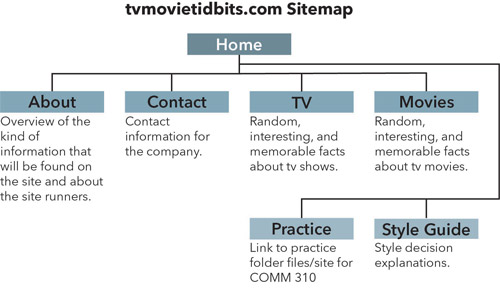 tvmovietidbits.com Sitemap
Home
About
Overview of the
kind of
information that
will be found on
the site and about
the site runners.
Contact
Contact
information for
the company.
TV
Random,
interesting, and
memorable facts
about tv shows.
Movies
Random,
interesting, and
memorable facts
about tv movies.
Practice
Link to practice
folder files/site for
COMM 310
Style Guide
Style decision
explanations.